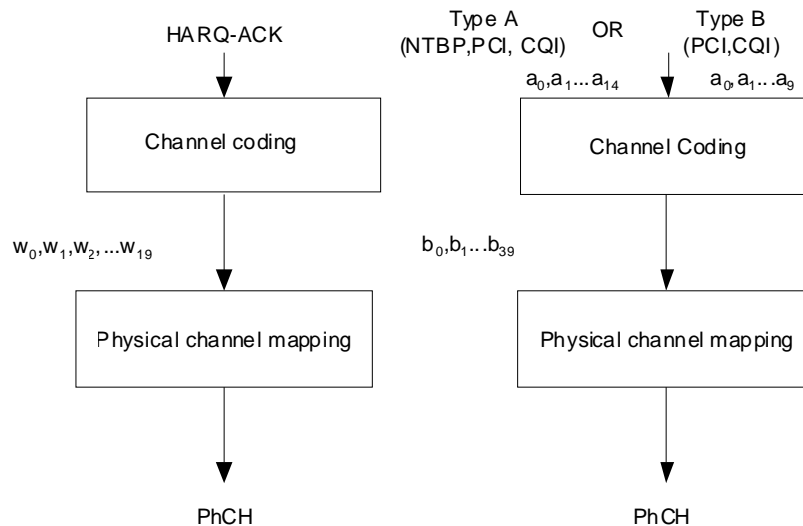 HARQ-ACK
Channel coding
w₀,w₁,w₂,...w₁₉
Physical channel mapping
PhCH
Type A
(NTBP,PCI, CQI)
OR
Type B
(PCI,CQI)
a₀,a₁...a₁₄
a₀,a₁...a₉
Channel Coding
b₀,b₁...b₃₉
Physical channel mapping
PhCH